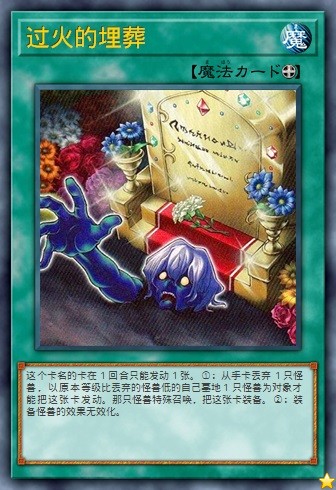 过火的埋葬
魔
【魔法カード】
这个卡名的卡在1回合只能发动1张。①：从手卡丢弃1只怪
兽，以原本等级比丢弃的怪兽低的自己墓地1只怪兽为对象才
能把这张卡发动。那只怪兽特殊召唤，把这张卡装备。②：装
备怪兽的效果无效化。